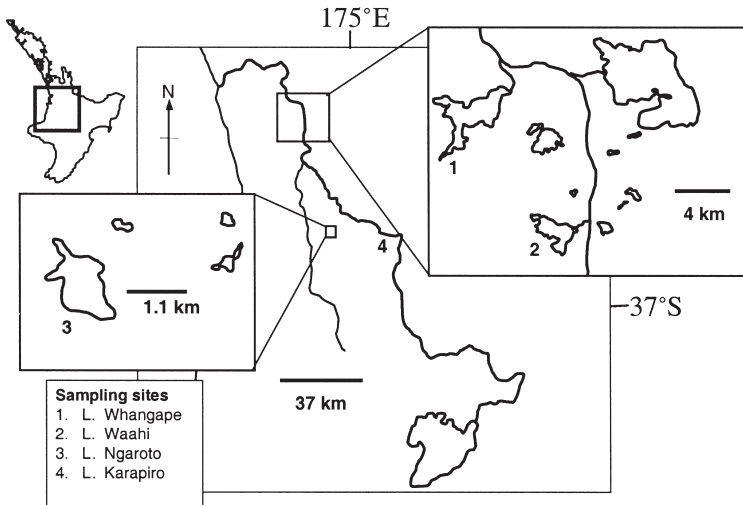 175°E
N
1
4 km
2
4
1.1 km
3
37°S
37 km
Sampling sites
1. L. Whangape
2. L. Waahi
3. L. Ngaroto
4. L. Karapiro